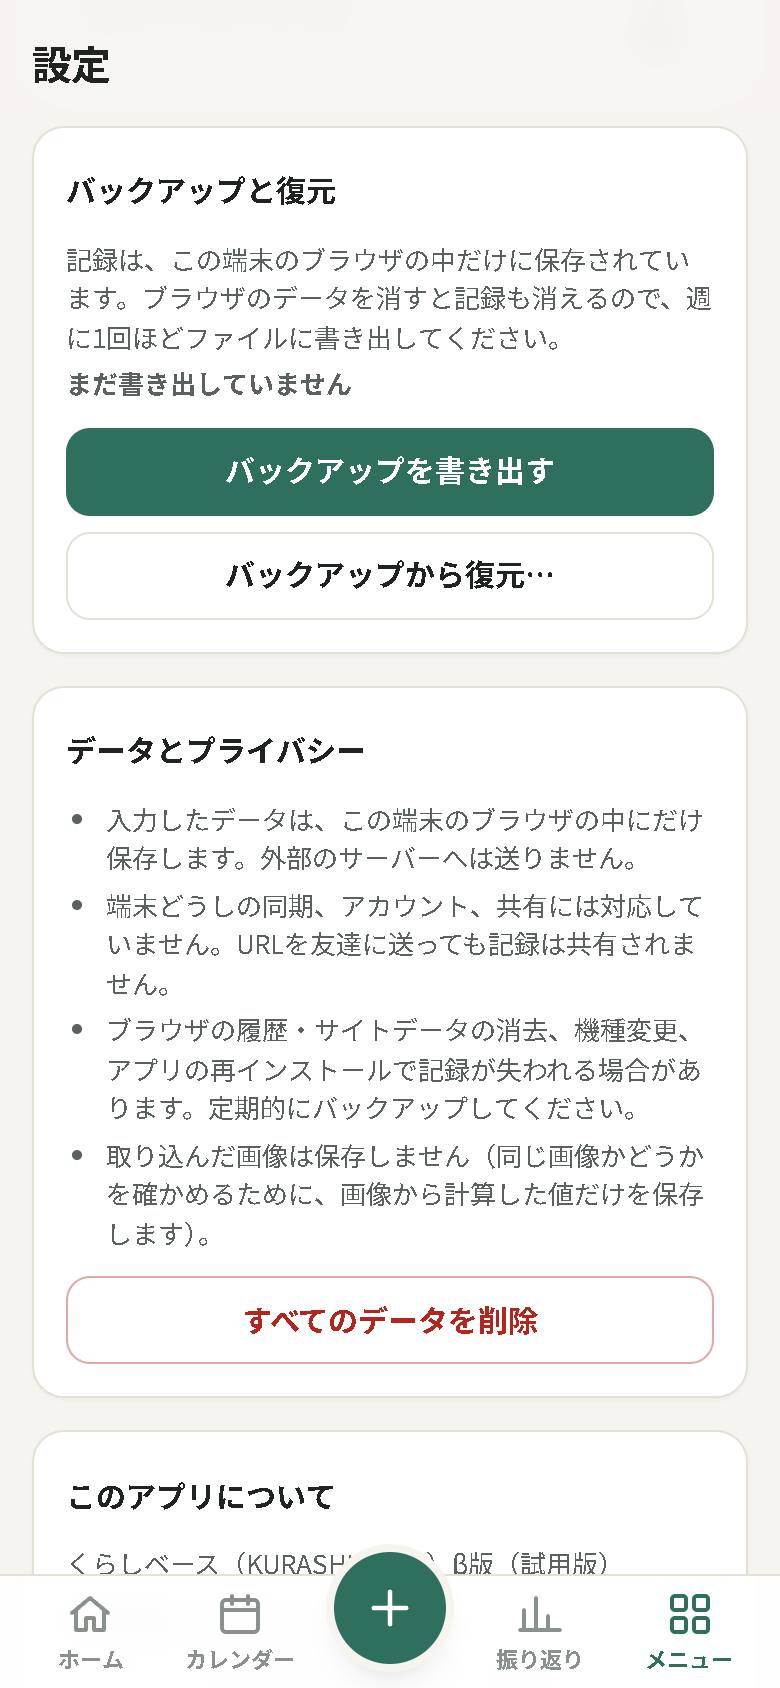 設定
バックアップと復元
記録は、この端末のブラウザの中だけに保存されてい
ます。ブラウザのデータを消すと記録も消えるので、週
に1回ほどファイルに書き出してください。
まだ書き出していません
バックアップを書き出す
バックアップから復元…
データとプライバシー
• 入力したデータは、この端末のブラウザの中にだけ
保存します。外部のサーバーへは送りません。
• 端末どうしの同期、アカウント、共有には対応して
いません。URLを友達に送っても記録は共有されま
せん。
• ブラウザの履歴・サイトデータの消去、機種変更、
アプリの再インストールで記録が失われる場合があ
ります。定期的にバックアップしてください。
• 取り込んだ画像は保存しません（同じ画像かどうか
を確かめるために、画像から計算した値だけを保存
します）。
すべてのデータを削除
このアプリについて
くらしベース（ ）β版（試用版）
ホーム
カレンダー
振り返り
メニュー